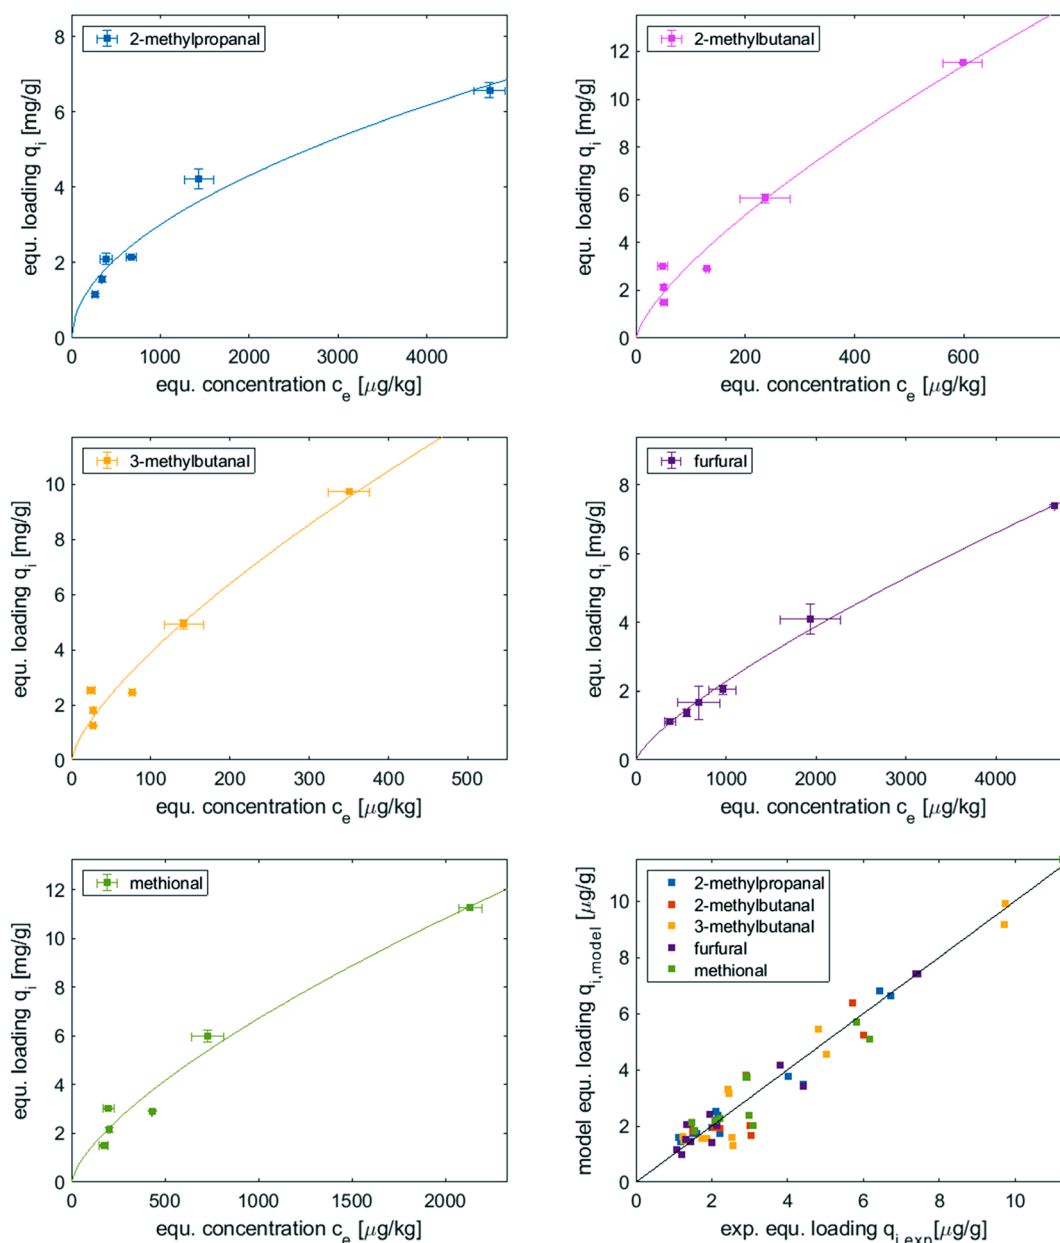 2-methylpropanal
equ. loading q_i [mg/g]
8
6
4
2
0
0 1000 2000 3000 4000
equ. concentration c_e [μg/kg]
2-methylbutanal
equ. loading q_i [mg/g]
12
10
8
6
4
2
0
0 200 400 600
equ. concentration c_e [μg/kg]
3-methylbutanal
equ. loading q_i [mg/g]
10
8
6
4
2
0
0 100 200 300 400 500
equ. concentration c_e [μg/kg]
furfural
equ. loading q_i [mg/g]
8
6
4
2
0
0 1000 2000 3000 4000
equ. concentration c_e [μg/kg]
methional
equ. loading q_i [mg/g]
12
10
8
6
4
2
0
0 500 1000 1500 2000
equ. concentration c_e [μg/kg]
2-methylpropanal
2-methylbutanal
3-methylbutanal
furfural
methional
model equ. loading q_i,model [μg/g]
10
8
6
4
2
0
0 2 4 6 8 10
exp. equ. loading q_i,exp [μg/g]